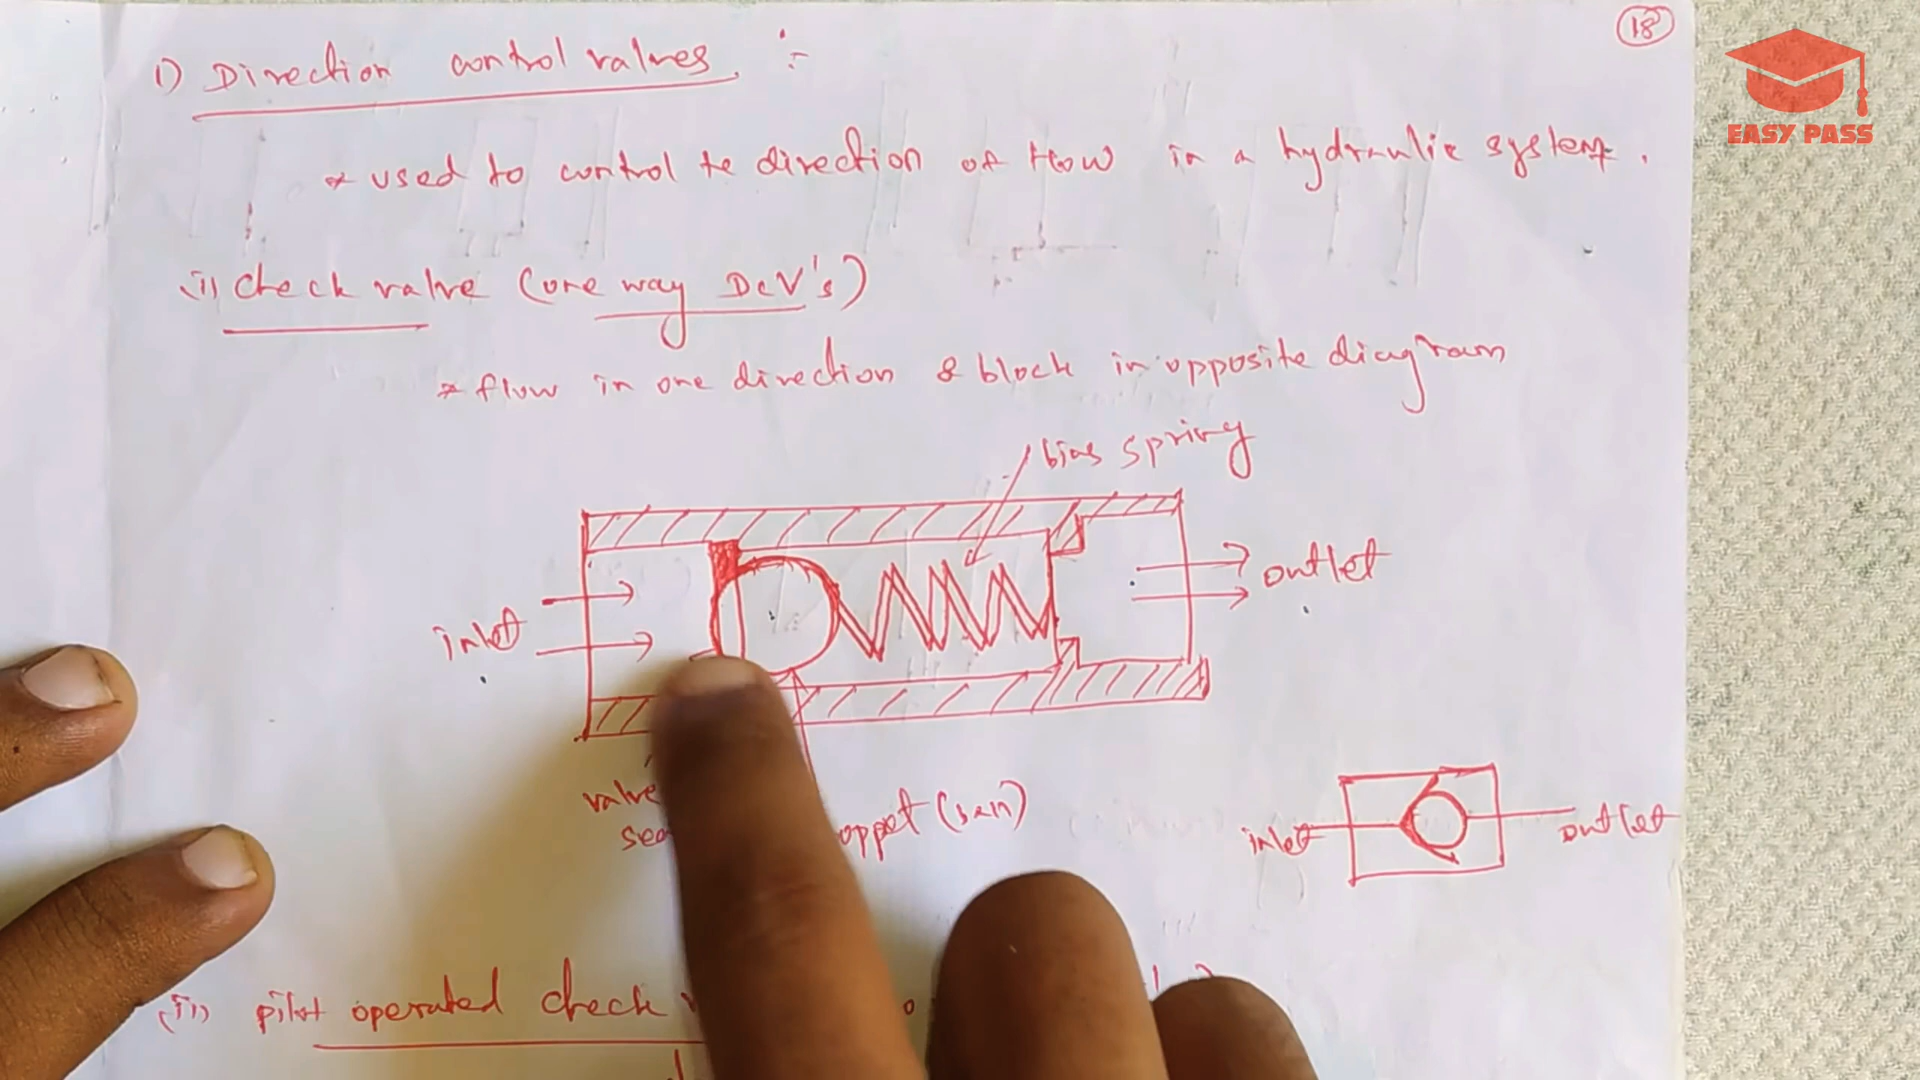 18
1) Direction control valves :-
* used to control te direction of flow in a hydraulic system.
(i) check valve (one way DCV's)
* flow in one direction & block in opposite diagram
bias spring
inlet
outlet
valve
oppet (ball)
inlet
outlet
(ii) pilot operated check
EASY PASS